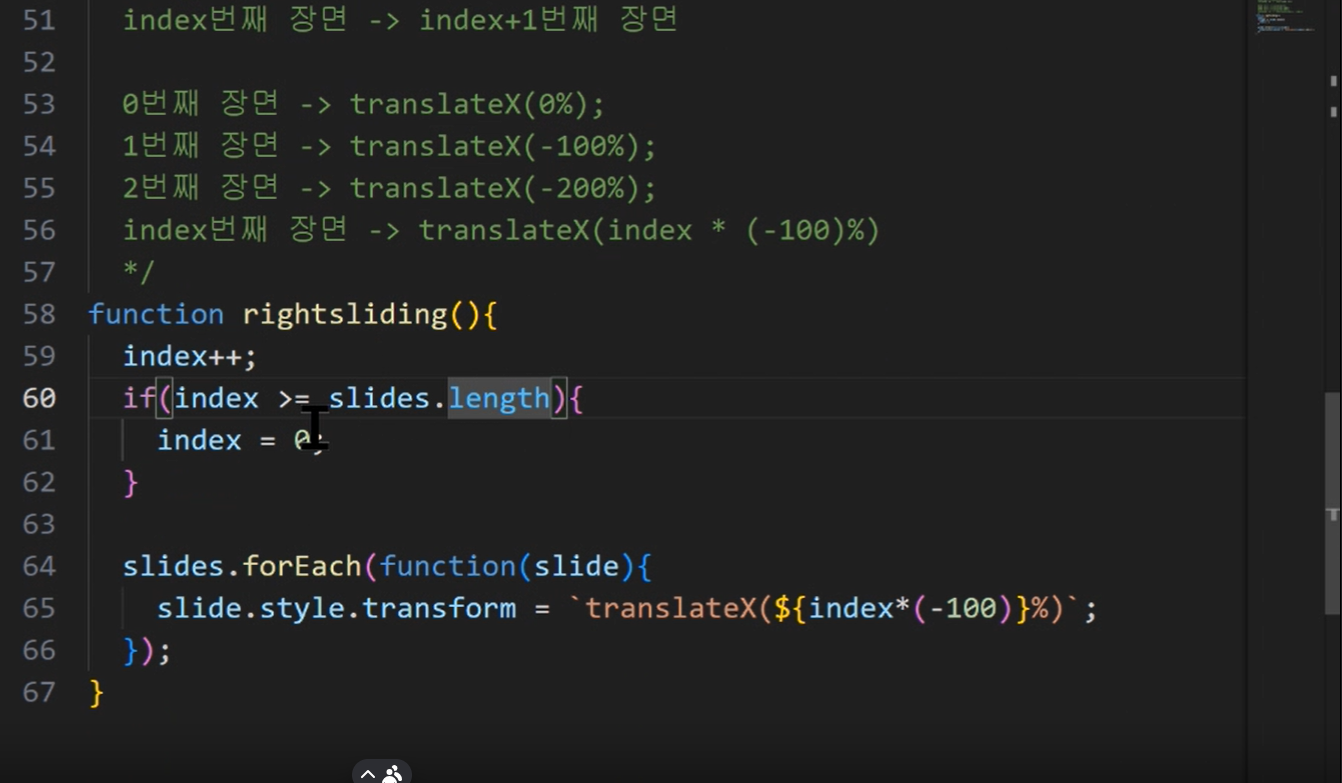 51 index번째 장면 -> index+1번째 장면
52
53 0번째 장면 -> translateX(0%);
54 1번째 장면 -> translateX(-100%);
55 2번째 장면 -> translateX(-200%);
56 index번째 장면 -> translateX(index * (-100)%)
57 */
58 function rightsliding(){
59 index++;
60 if(index >= slides.length){
61 index = 0;
62 }
63
64 slides.forEach(function(slide){
65 slide.style.transform = `translateX(${index*(-100)}%)`;
66 });
67 }